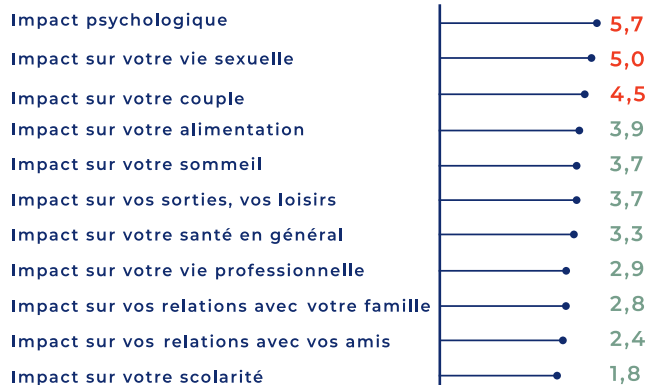 Impact psychologique 5,7
Impact sur votre vie sexuelle 5,0
Impact sur votre couple 4,5
Impact sur votre alimentation 3,9
Impact sur votre sommeil 3,7
Impact sur vos sorties, vos loisirs 3,7
Impact sur votre santé en général 3,3
Impact sur votre vie professionnelle 2,9
Impact sur vos relations avec votre famille 2,8
Impact sur vos relations avec vos amis 2,4
Impact sur votre scolarité 1,8